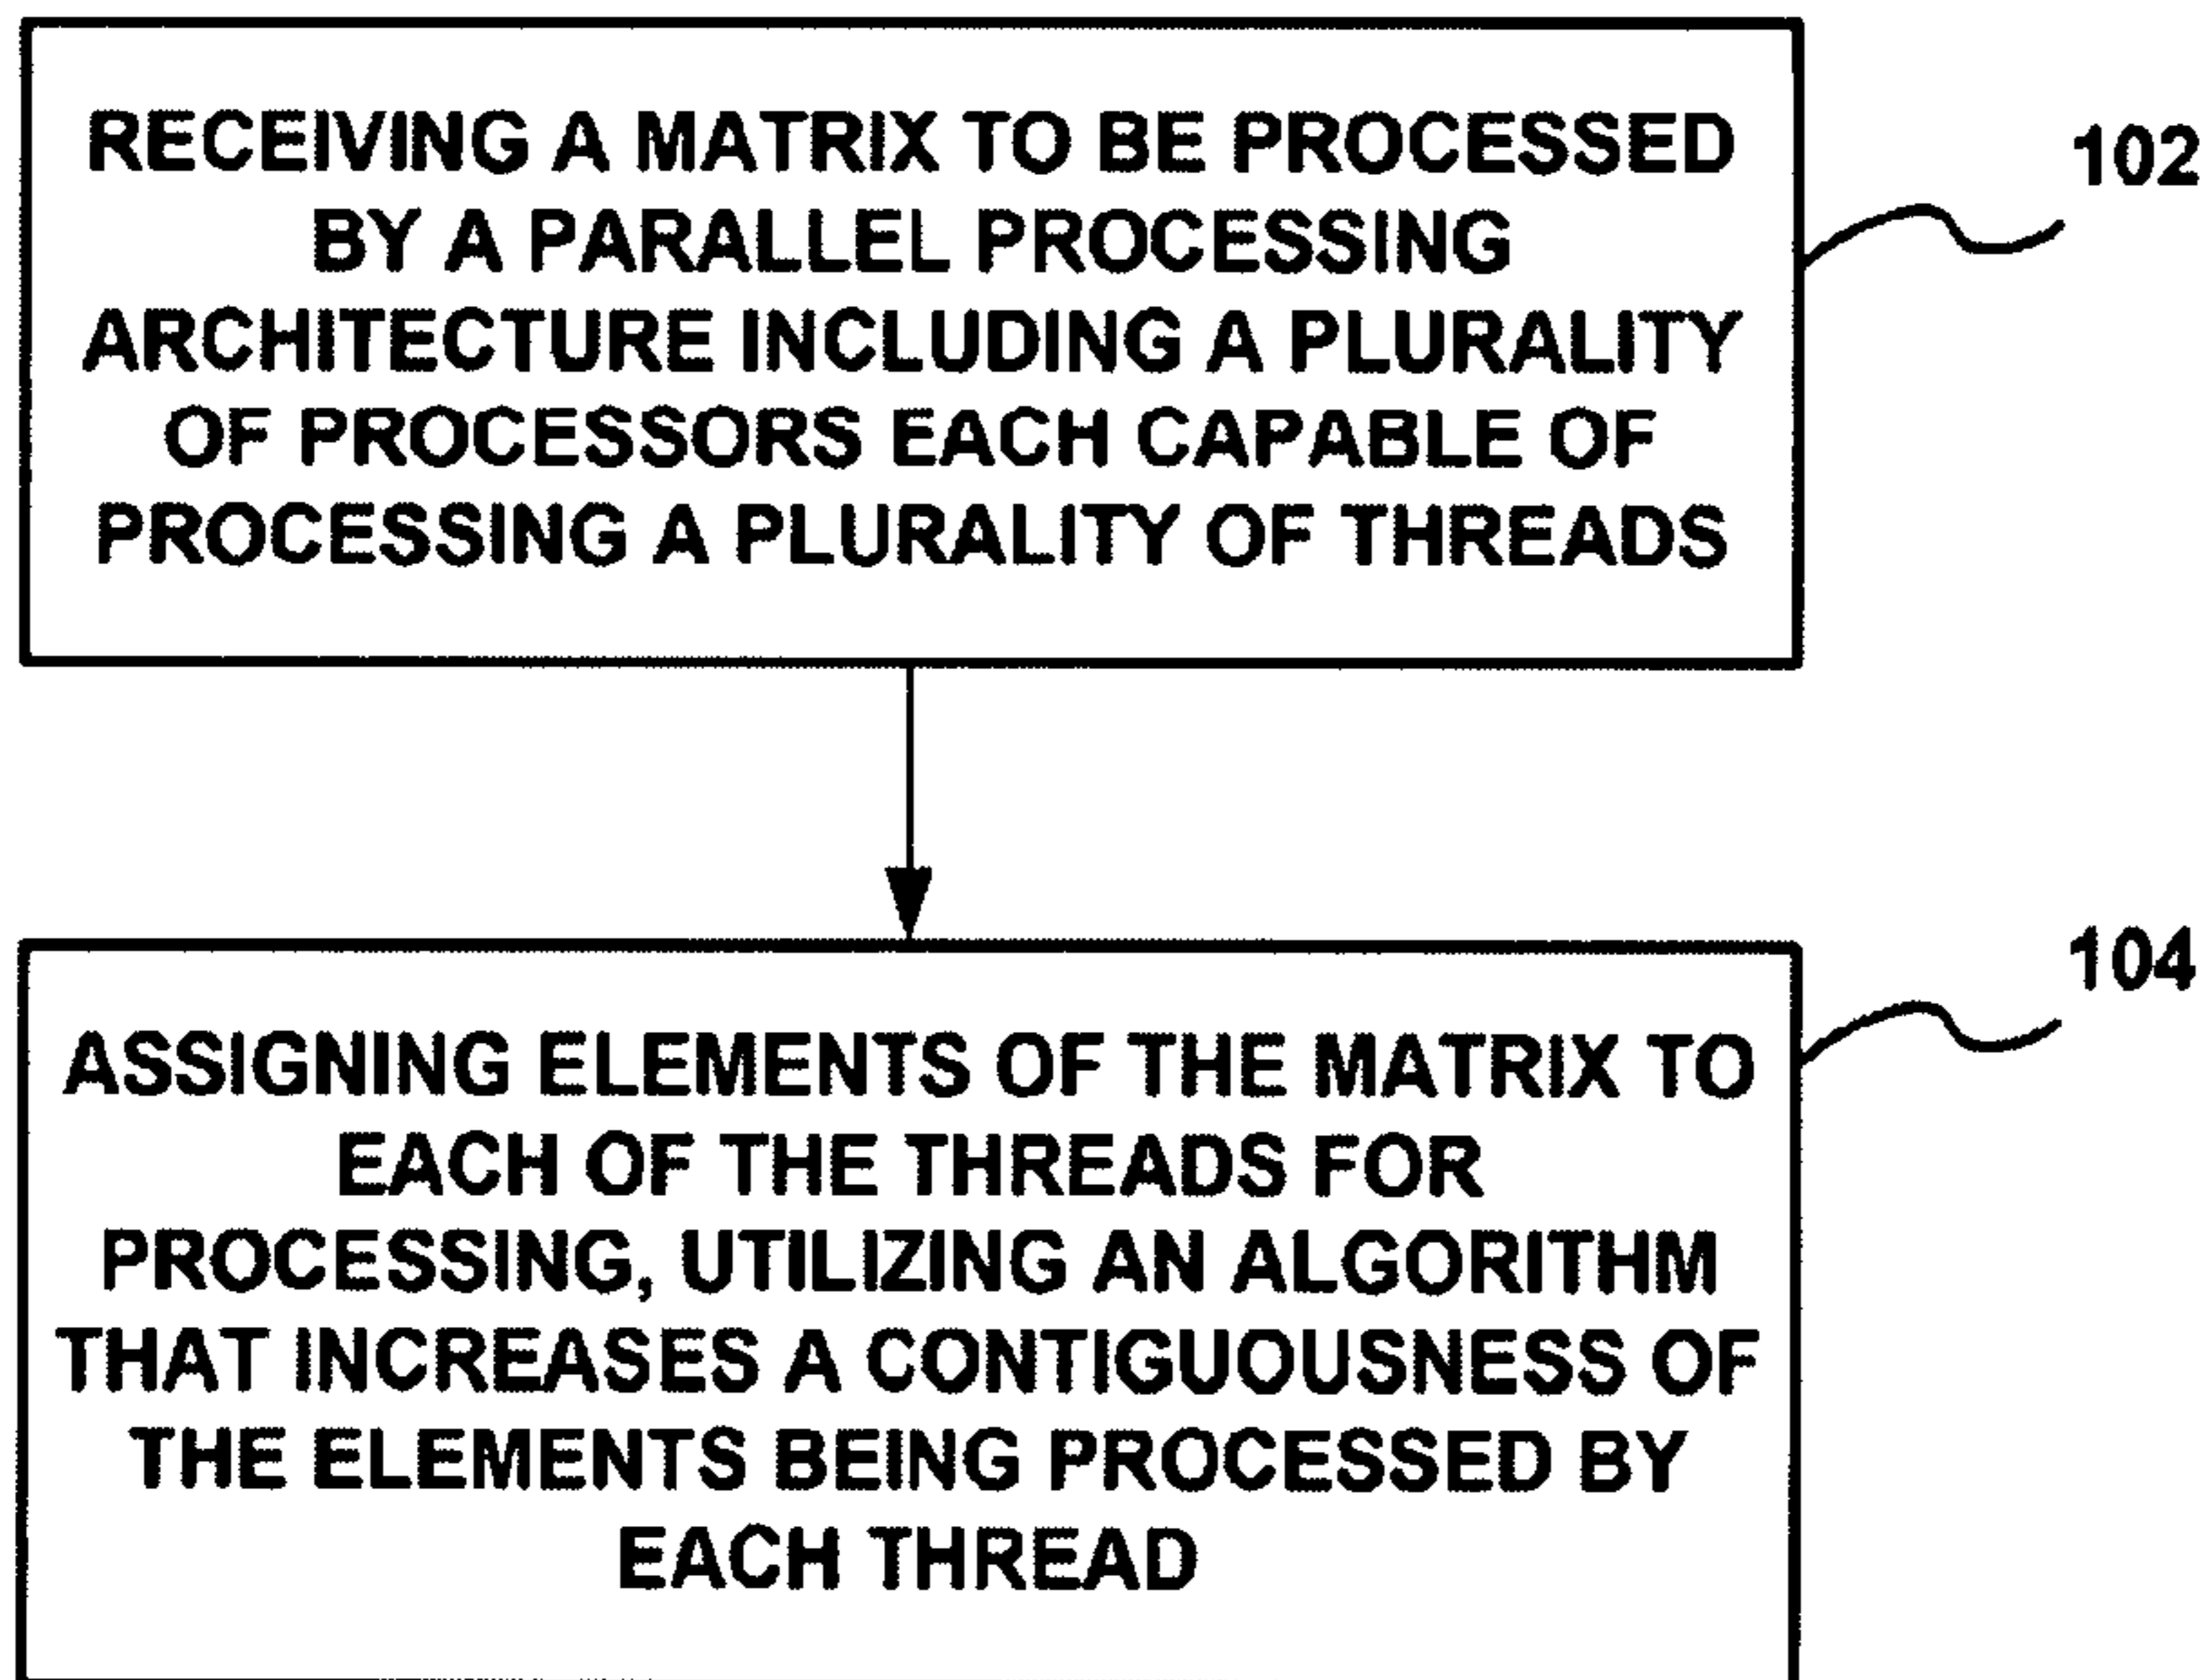 RECEIVING A MATRIX TO BE PROCESSED
BY A PARALLEL PROCESSING
ARCHITECTURE INCLUDING A PLURALITY
OF PROCESSORS EACH CAPABLE OF
PROCESSING A PLURALITY OF THREADS
102
ASSIGNING ELEMENTS OF THE MATRIX TO
EACH OF THE THREADS FOR
PROCESSING, UTILIZING AN ALGORITHM
THAT INCREASES A CONTIGUOUSNESS OF
THE ELEMENTS BEING PROCESSED BY
EACH THREAD
104